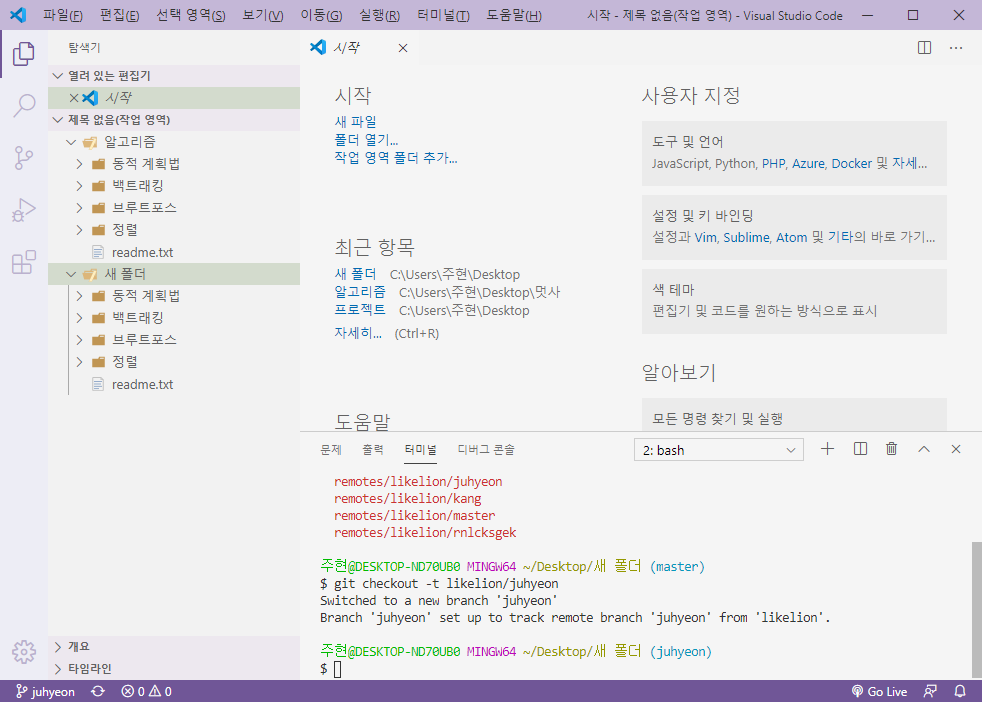 파일(F) 편집(E) 선택 영역(S) 보기(V) 이동(G) 실행(R) 터미널(T) 도움말(H) 시작 - 제목 없음(작업 영역) - Visual Studio Code
탐색기
열려 있는 편집기
시작
제목 없음(작업 영역)
알고리즘
동적 계획법
백트래킹
브루트포스
정렬
readme.txt
새 폴더
동적 계획법
백트래킹
브루트포스
정렬
readme.txt
개요
타임라인
시작
시작
새 파일
폴더 열기...
작업 영역 폴더 추가...
최근 항목
새 폴더 C:\Users\주현\Desktop
알고리즘 C:\Users\주현\Desktop\멋사
프로젝트 C:\Users\주현\Desktop
자세히... (Ctrl+R)
도움말
사용자 지정
도구 및 언어
JavaScript, Python, PHP, Azure, Docker 및 자세...
설정 및 키 바인딩
설정과 Vim, Sublime, Atom 및 기타의 바로 가기...
색 테마
편집기 및 코드를 원하는 방식으로 표시
알아보기
모든 명령 찾기 및 실행
문제 출력 터미널 디버그 콘솔 2: bash
remotes/likelion/juhyeon
remotes/likelion/kang
remotes/likelion/master
remotes/likelion/rnlcksgek
주현@DESKTOP-ND70UB0 MINGW64 ~/Desktop/새 폴더 (master)
$ git checkout -t likelion/juhyeon
Switched to a new branch 'juhyeon'
Branch 'juhyeon' set up to track remote branch 'juhyeon' from 'likelion'.
주현@DESKTOP-ND70UB0 MINGW64 ~/Desktop/새 폴더 (juhyeon)
$
juhyeon 0 0 Go Live